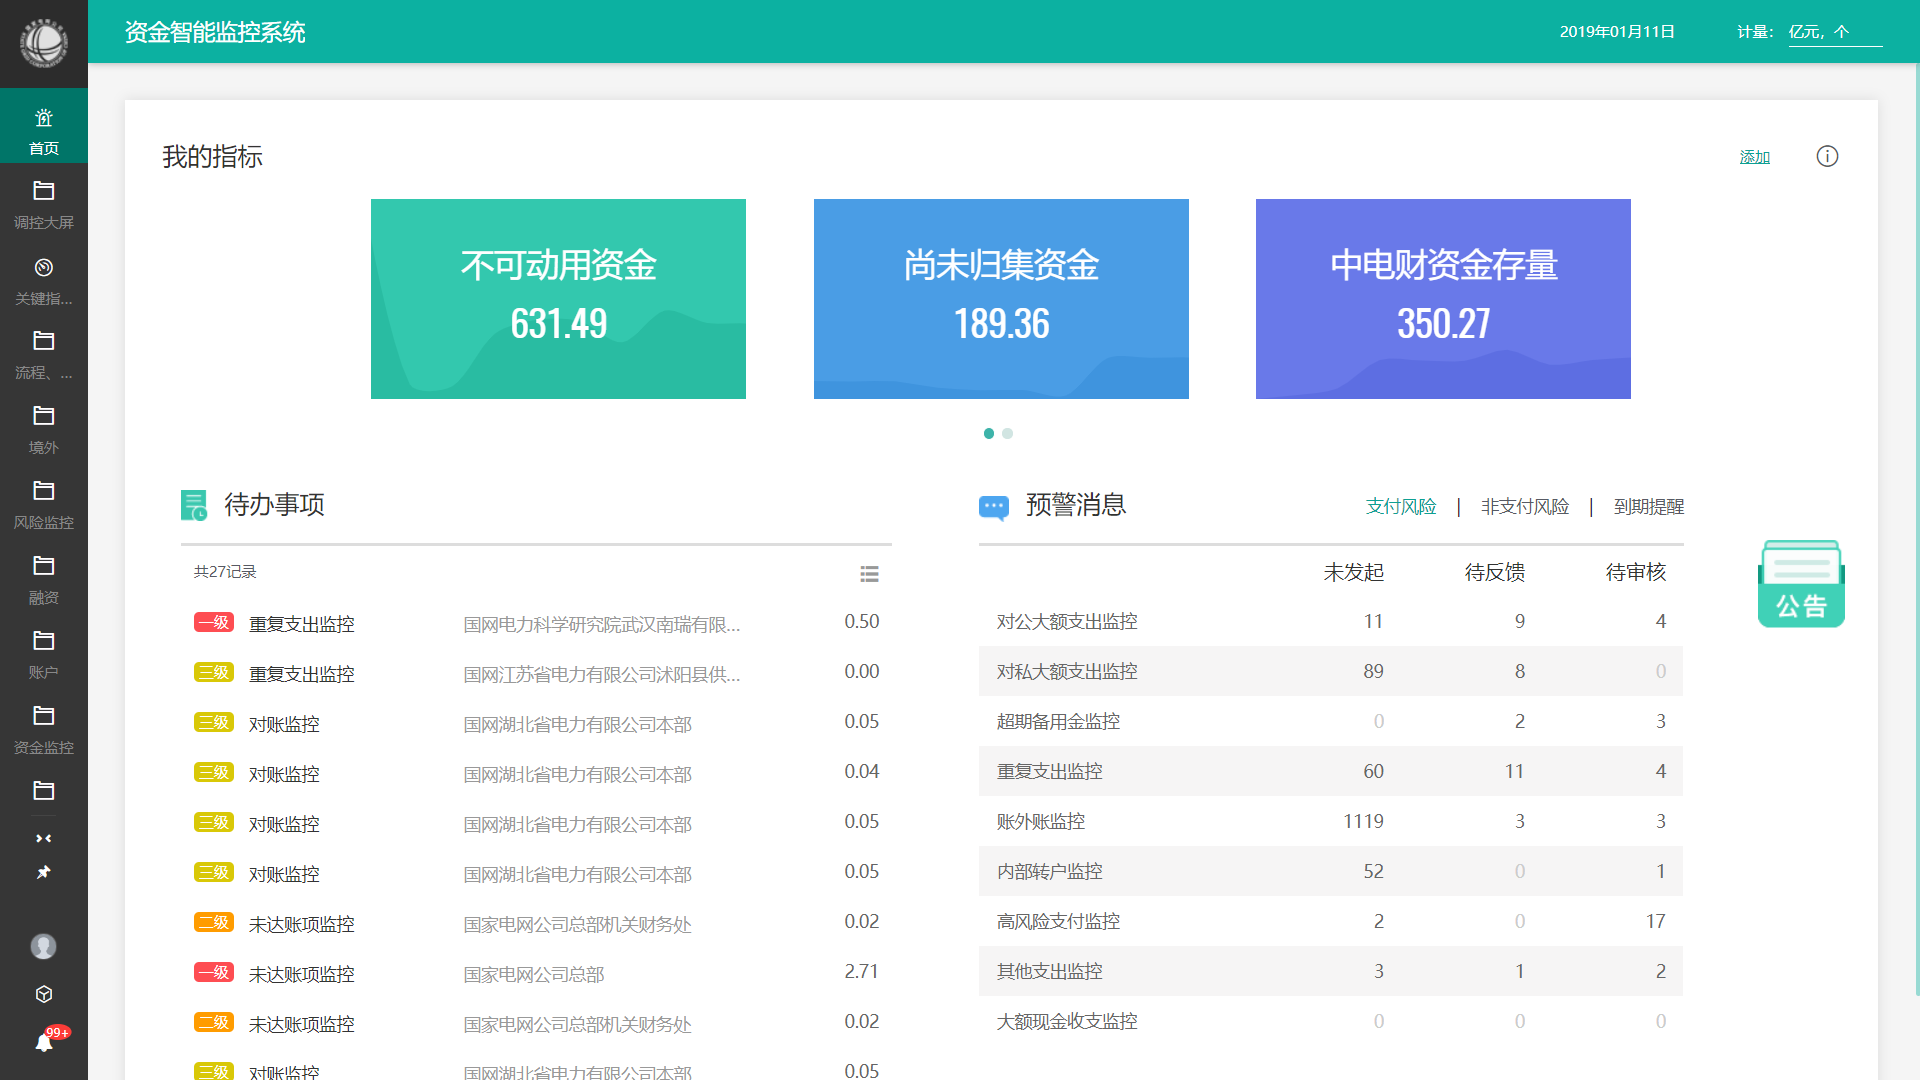 资金智能监控系统
2019年01月11日
计量： 亿元，个
首页
调控大屏
关键指...
流程、...
境外
风险监控
融资
账户
资金监控
99+
我的指标
添加
不可动用资金
631.49
尚未归集资金
189.36
中电财资金存量
350.27
待办事项
共27记录
一级 重复支出监控 国网电力科学研究院武汉南瑞有限... 0.50
三级 重复支出监控 国网江苏省电力有限公司沭阳县供... 0.00
三级 对账监控 国网湖北省电力有限公司本部 0.05
三级 对账监控 国网湖北省电力有限公司本部 0.04
三级 对账监控 国网湖北省电力有限公司本部 0.05
三级 对账监控 国网湖北省电力有限公司本部 0.05
二级 未达账项监控 国家电网公司总部机关财务处 0.02
一级 未达账项监控 国家电网公司总部 2.71
二级 未达账项监控 国家电网公司总部机关财务处 0.02
三级 对账监控 国网湖北省电力有限公司本部 0.05
预警消息
支付风险 | 非支付风险 | 到期提醒
未发起 待反馈 待审核
对公大额支出监控 11 9 4
对私大额支出监控 89 8 0
超期备用金监控 0 2 3
重复支出监控 60 11 4
账外账监控 1119 3 3
内部转户监控 52 0 1
高风险支付监控 2 0 17
其他支出监控 3 1 2
大额现金收支监控 0 0 0
公告